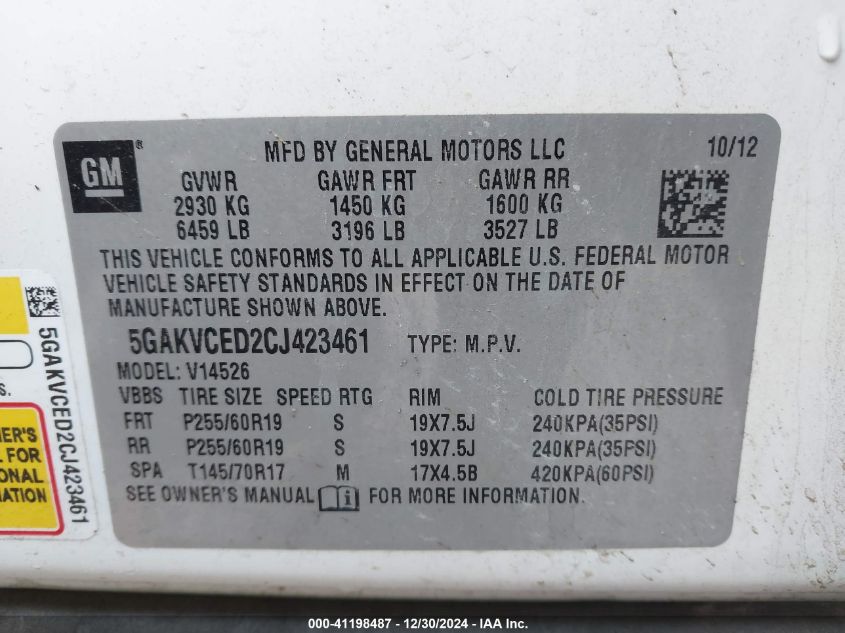 GM ®
MFD BY GENERAL MOTORS LLC 10/12
GVWR GAWR FRT GAWR RR
2930 KG 1450 KG 1600 KG
6459 LB 3196 LB 3527 LB
THIS VEHICLE CONFORMS TO ALL APPLICABLE U.S. FEDERAL MOTOR
VEHICLE SAFETY STANDARDS IN EFFECT ON THE DATE OF
MANUFACTURE SHOWN ABOVE.
5GAKVCED2CJ423461 TYPE: M.P.V.
MODEL: V14526
VBBS TIRE SIZE SPEED RTG RIM COLD TIRE PRESSURE
FRT P255/60R19 S 19X7.5J 240KPA(35PSI)
RR P255/60R19 S 19X7.5J 240KPA(35PSI)
SPA T145/70R17 M 17X4.5B 420KPA(60PSI)
SEE OWNER'S MANUAL i FOR MORE INFORMATION.
5GAKVCED2CJ423461
S.
NER'S
FOR
ONAL
MATION
000-41198487 - 12/30/2024 - IAA Inc.